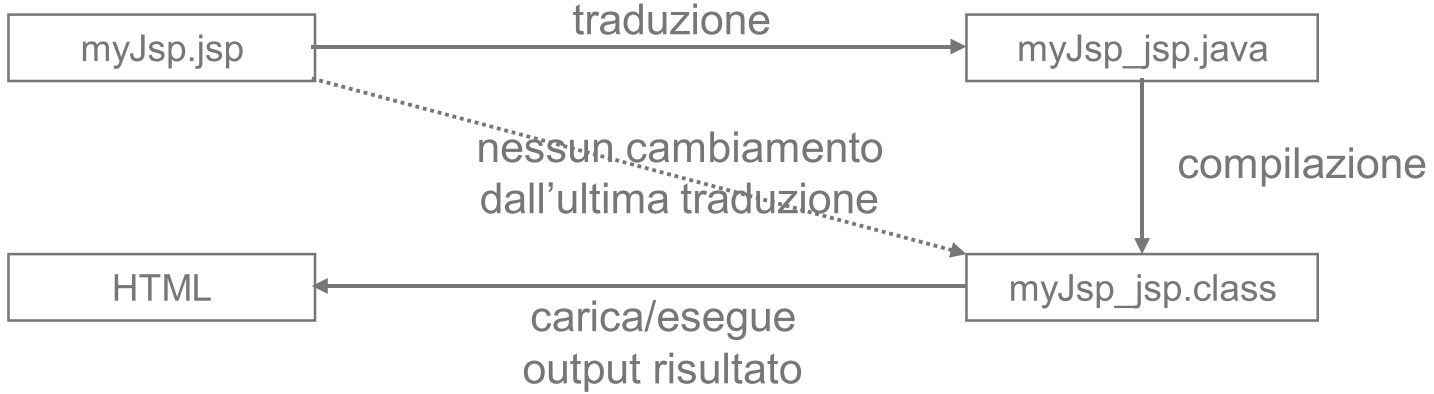 traduzione
myJsp.jsp
myJsp_jsp.java
nessun cambiamento
dall’ultima traduzione
compilazione
HTML
myJsp_jsp.class
carica/esegue
output risultato